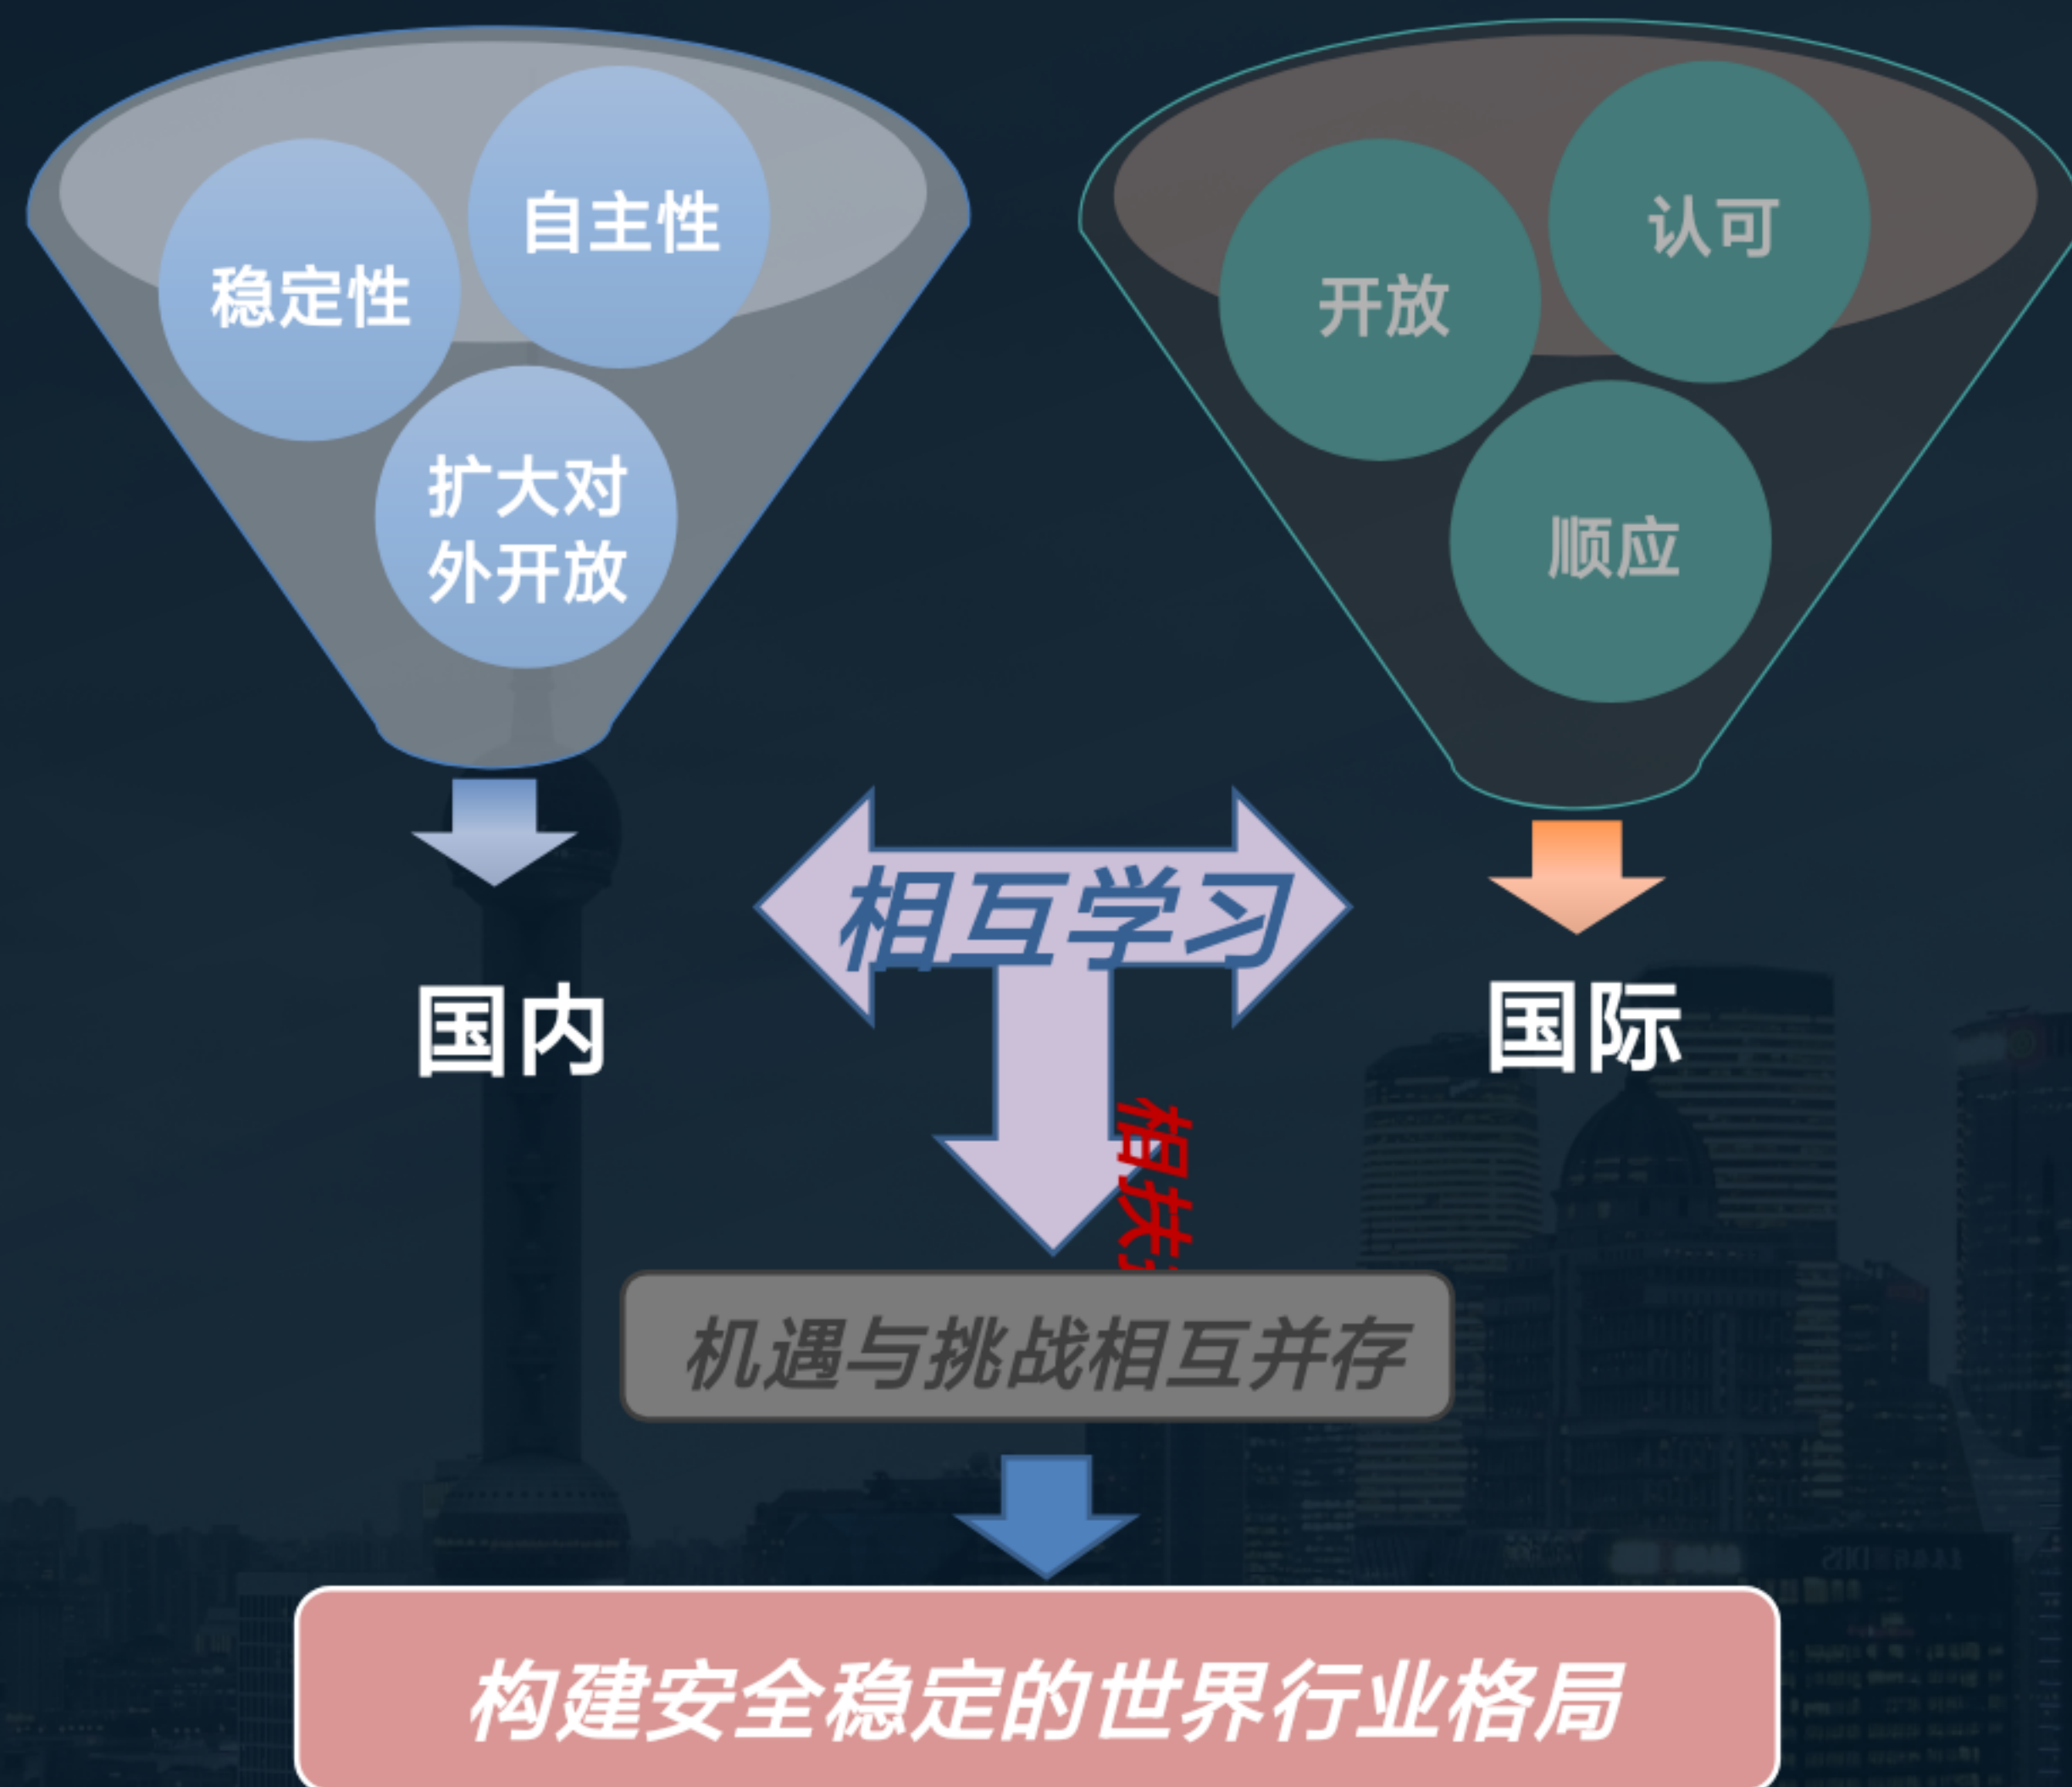 自主性
稳定性
扩大对
外开放
认可
开放
顺应
相互学习
国内
国际
相扶
机遇与挑战相互并存
构建安全稳定的世界行业格局